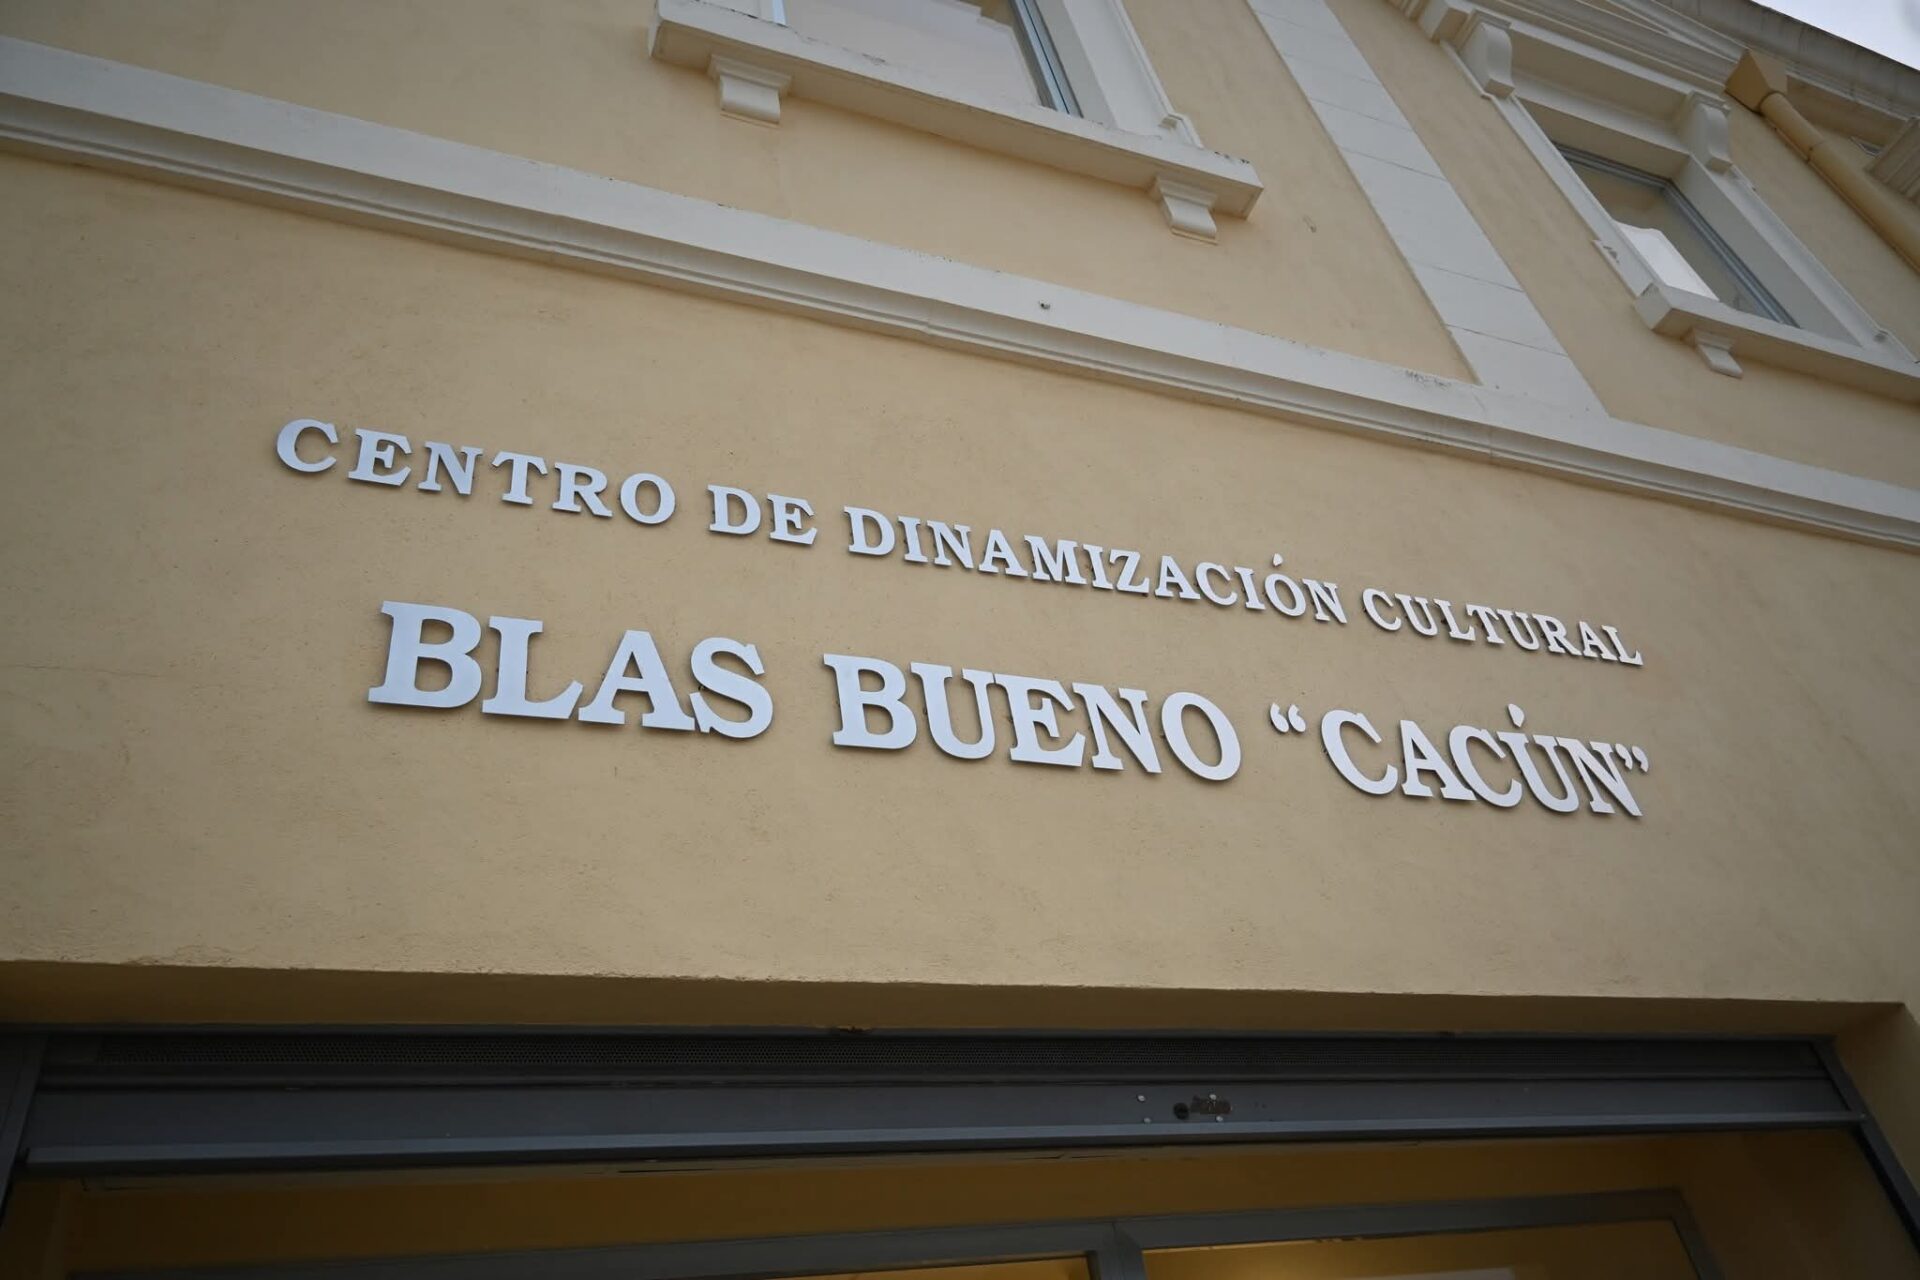 CENTRO DE DINAMIZACIÓN CULTURAL
BLAS BUENO “CACÚN”